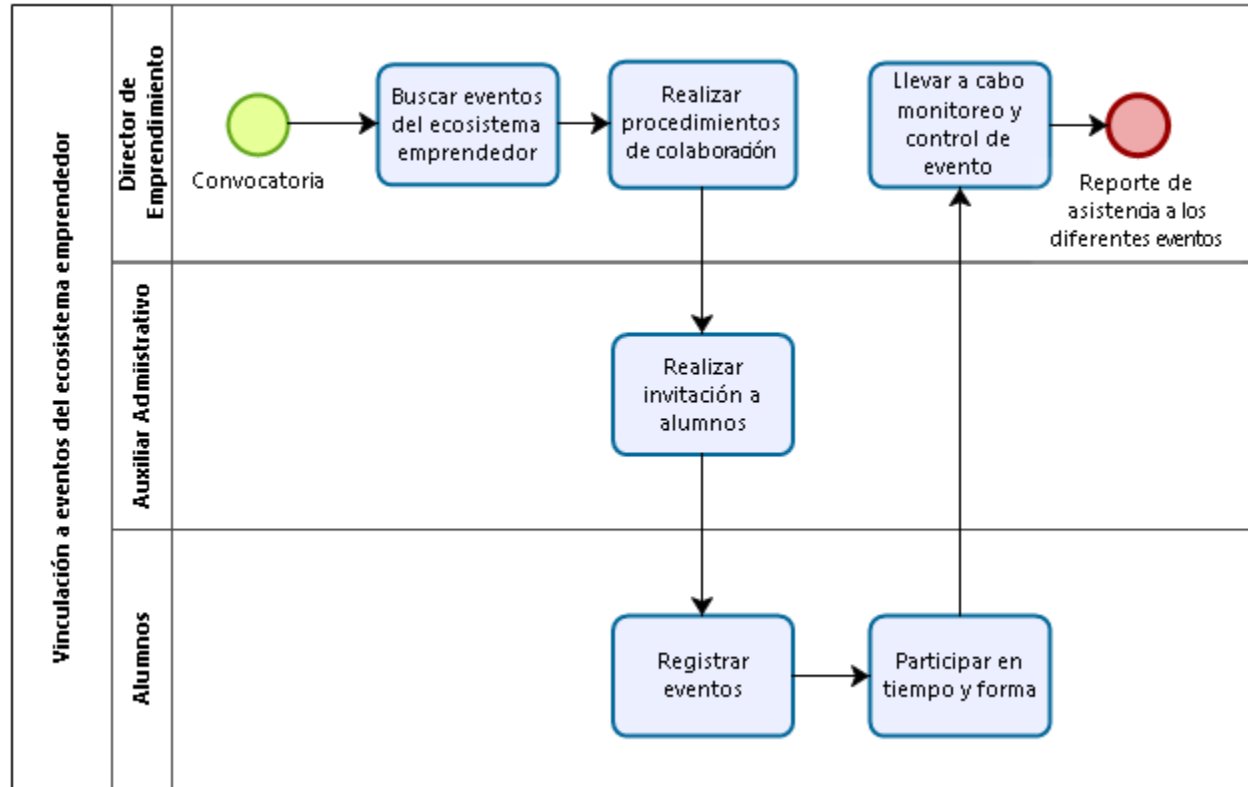 Vinculación a eventos del ecosistema emprendedor
Director de
Emprendimiento
Convocatoria
Buscar eventos
del ecosistema
emprendedor
Realizar
procedimientos
de colaboración
Llevar a cabo
monitoreo y
control de
evento
Reporte de
asistencia a los
diferentes eventos
Auxiliar Admiistrativo
Realizar
invitación a
alumnos
Alumnos
Registrar
eventos
Participar en
tiempo y forma